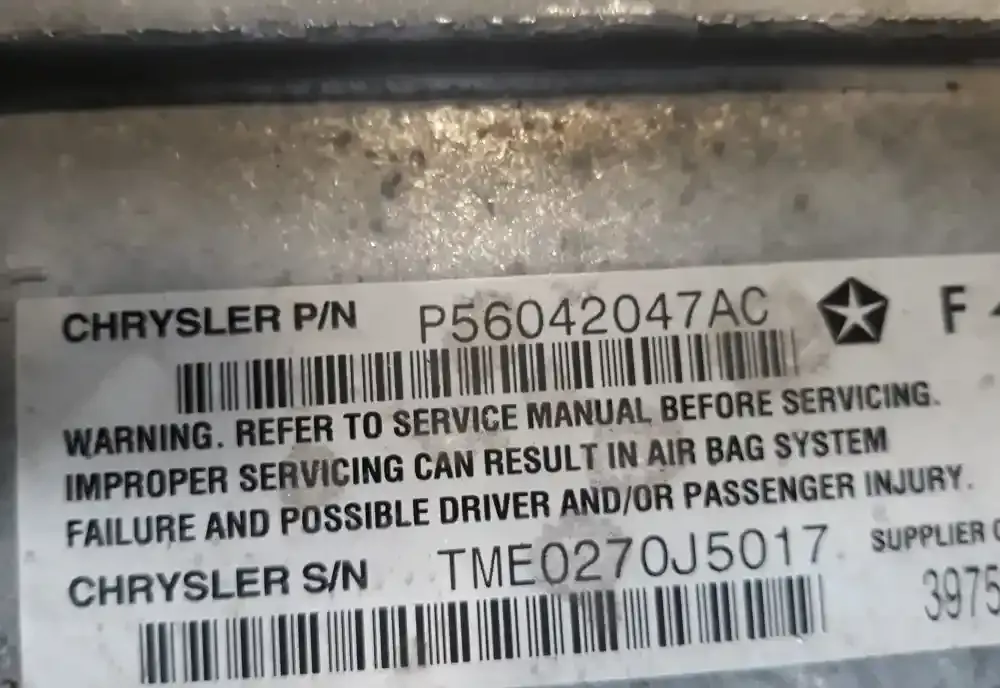 CHRYSLER P/N P56042047AC F
WARNING. REFER TO SERVICE MANUAL BEFORE SERVICING.
IMPROPER SERVICING CAN RESULT IN AIR BAG SYSTEM
FAILURE AND POSSIBLE DRIVER AND/OR PASSENGER INJURY.
CHRYSLER S/N TME0270J5017 SUPPLIER
3975